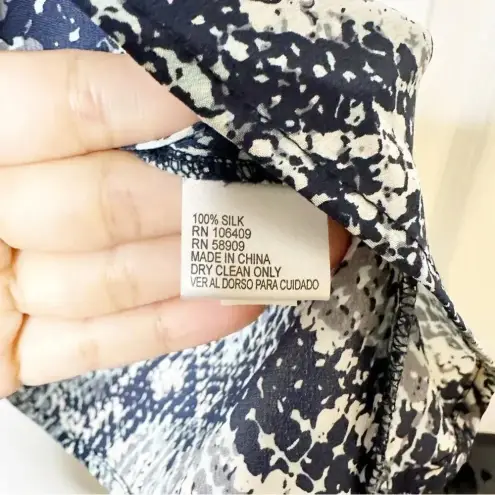 100% SILK
RN 106409
RN 58909
MADE IN CHINA
DRY CLEAN ONLY
VER AL DORSO PARA CUIDADO